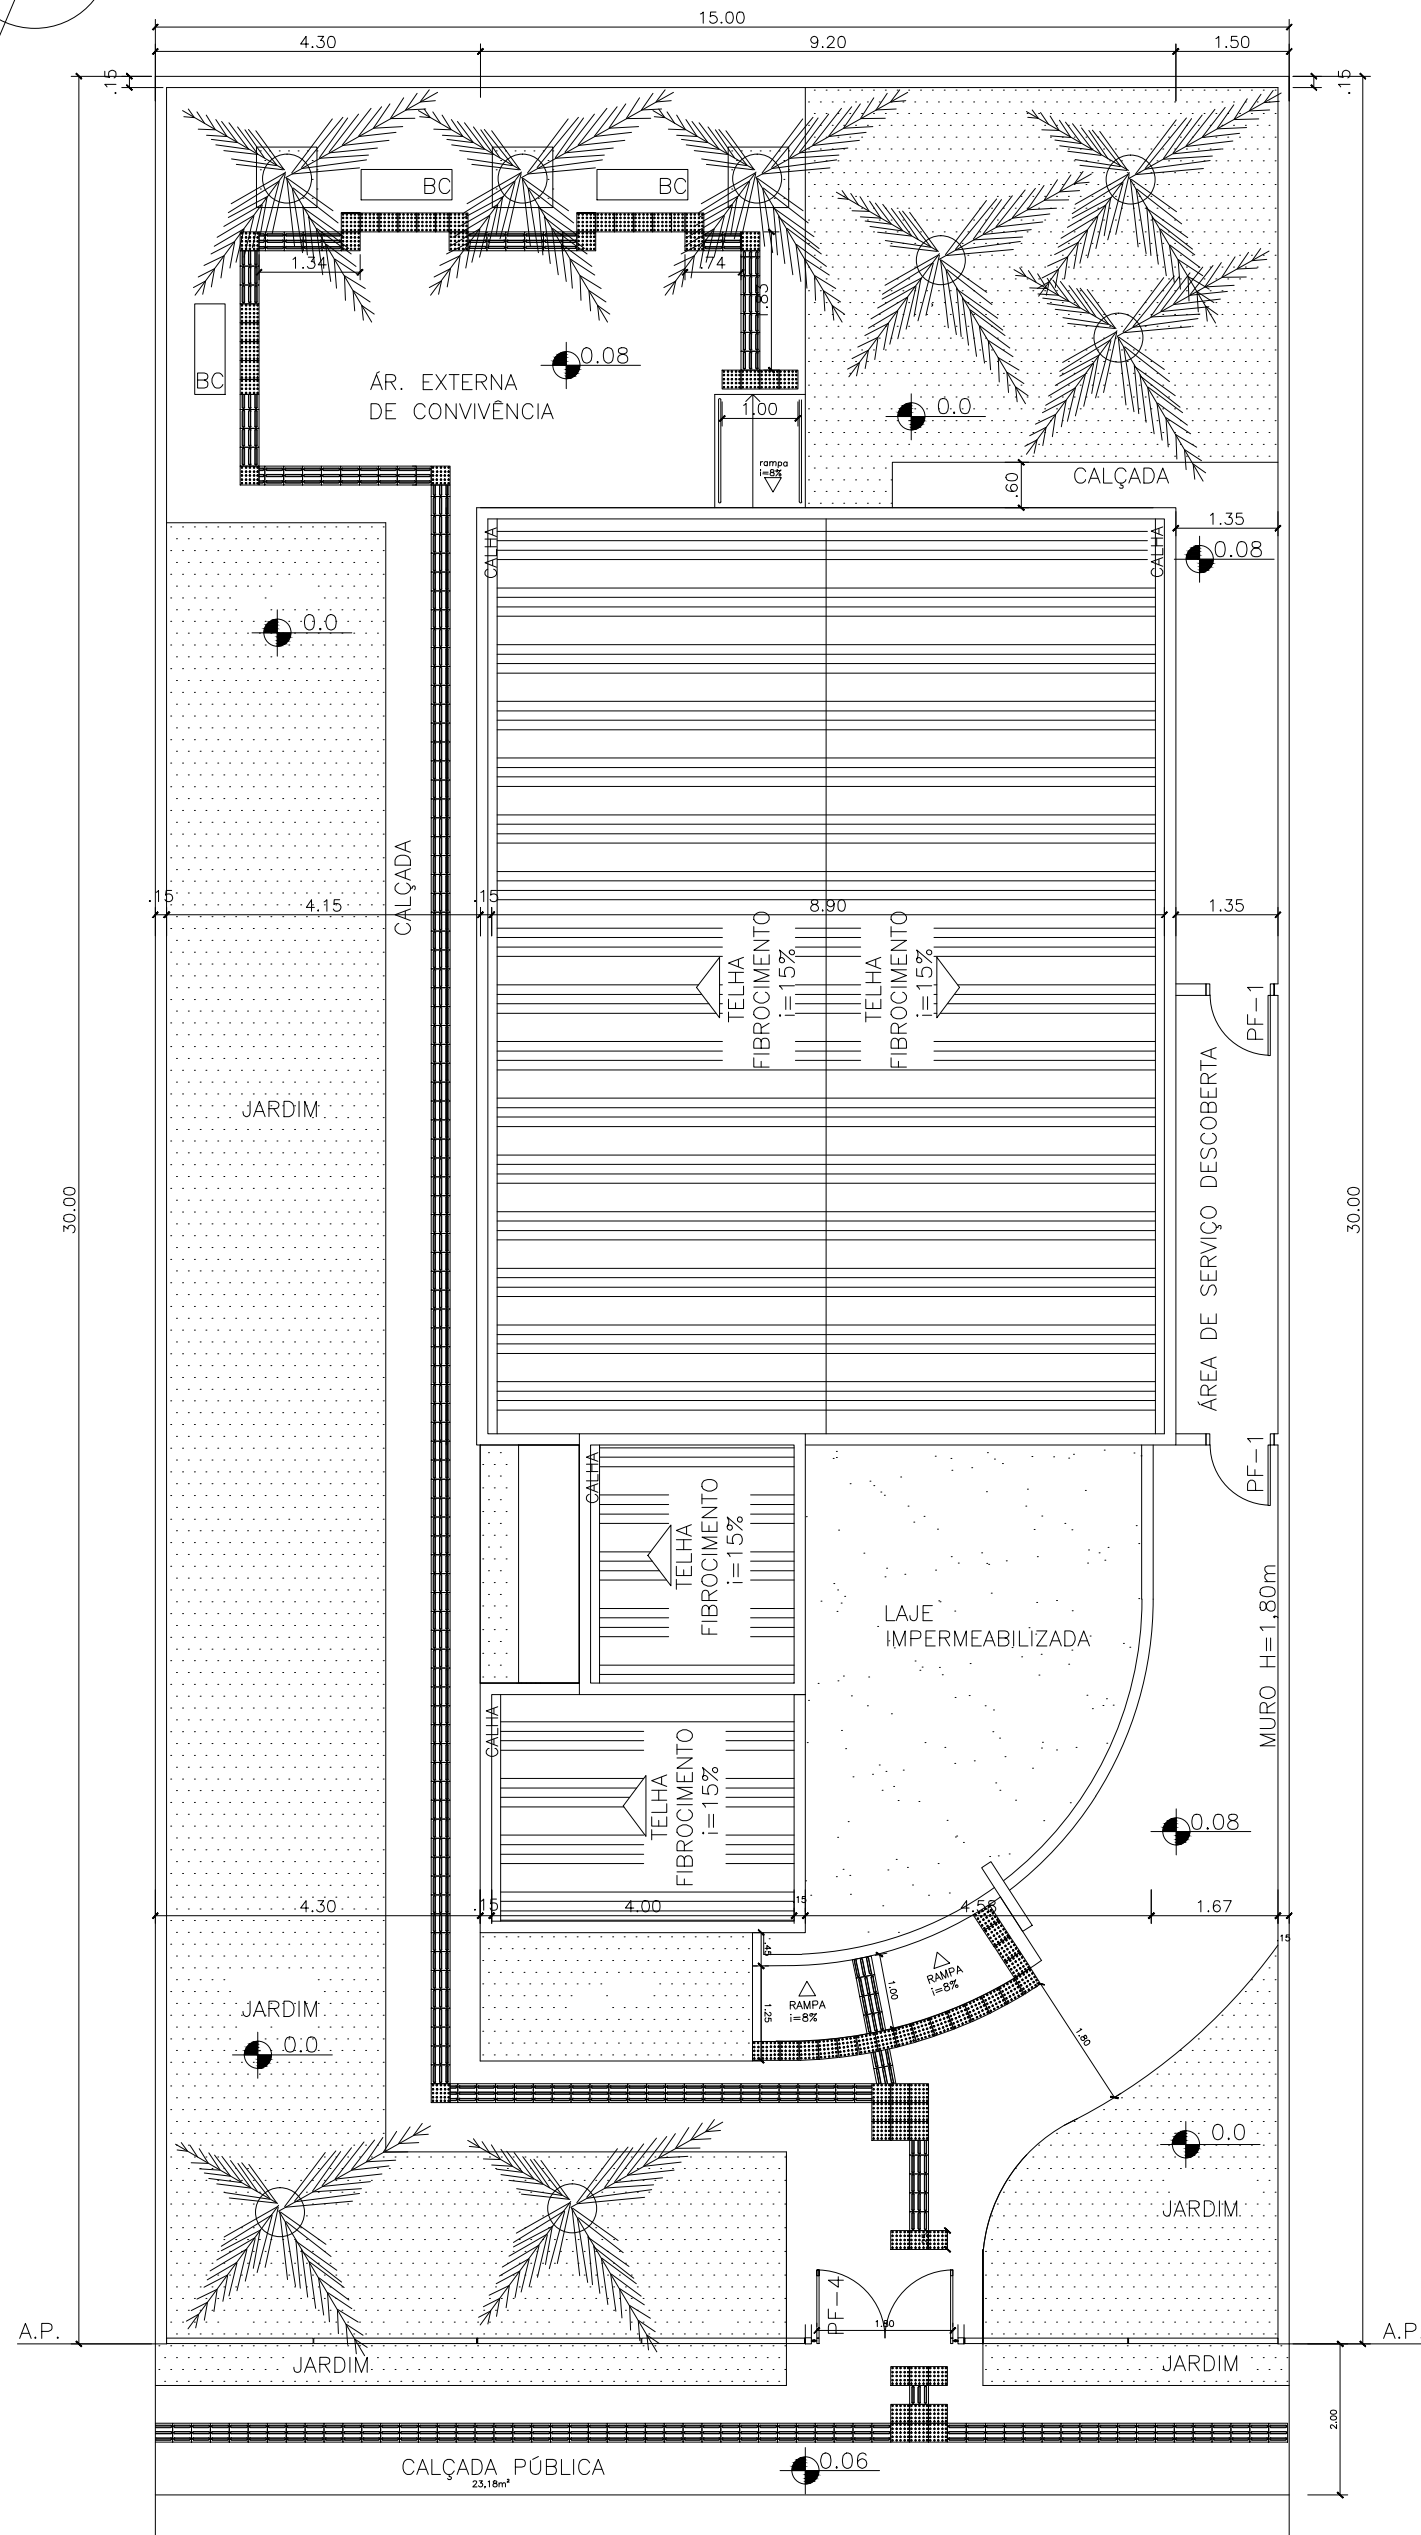 15.00
4.30
9.20
1.50
.15
.15
BC
BC
1.34
.74
1.85
0.08
BC
ÁR. EXTERNA
DE CONVIVÊNCIA
1.00
0.0
rampa
i=8%
CALÇADA
.60
1.35
CALHA
CALHA
0.08
0.0
CALÇADA
.15
4.15
.15
8.90
1.35
TELHA
FIBROCIMENTO
i=15%
TELHA
FIBROCIMENTO
i=15%
PF-1
JARDIM
ÁREA DE SERVIÇO DESCOBERTA
30.00
30.00
CALHA
TELHA
FIBROCIMENTO
i=15%
PF-1
LAJE
IMPERMEABILIZADA
MURO H=1,80m
CALHA
TELHA
FIBROCIMENTO
i=15%
0.08
4.30
.15
4.00
.15
1.67
.15
.45
RAMPA
i=8%
1.25
RAMPA
i=8%
1.00
JARDIM
0.0
1.80
0.0
JARDIM
PF-4
1.80
A.P.
A.P.
JARDIM
JARDIM
2.00
CALÇADA PÚBLICA
23,18m²
0.06